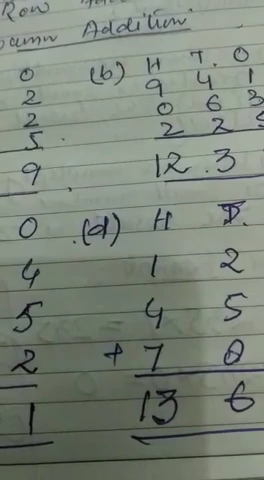 Row
Column Addition
0 (b) H T. O
2 9 4 1
2 0 6 3
5 2 2 5
9 12.3
0 (d) H T.
4 1 2
5 4 5
2 + 7 0
1 13 6